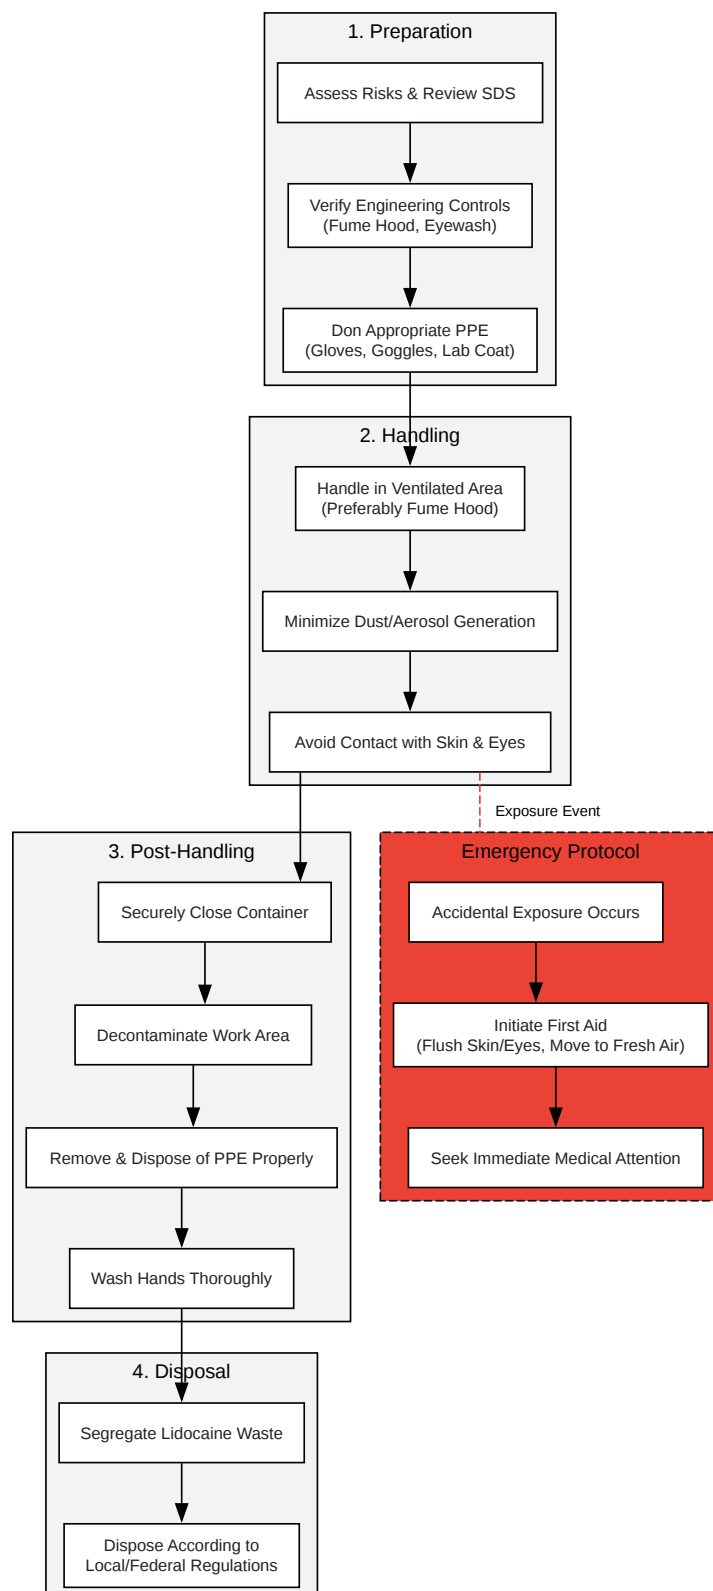 1. Preparation
Assess Risks & Review SDS
Verify Engineering Controls
(Fume Hood, Eyewash)
Don Appropriate PPE
(Gloves, Goggles, Lab Coat)
2. Handling
Handle in Ventilated Area
(Preferably Fume Hood)
Minimize Dust/Aerosol Generation
Avoid Contact with Skin & Eyes
Exposure Event
3. Post-Handling
Securely Close Container
Decontaminate Work Area
Remove & Dispose of PPE Properly
Wash Hands Thoroughly
Emergency Protocol
Accidental Exposure Occurs
Initiate First Aid
(Flush Skin/Eyes, Move to Fresh Air)
Seek Immediate Medical Attention
4. Disposal
Segregate Lidocaine Waste
Dispose According to
Local/Federal Regulations